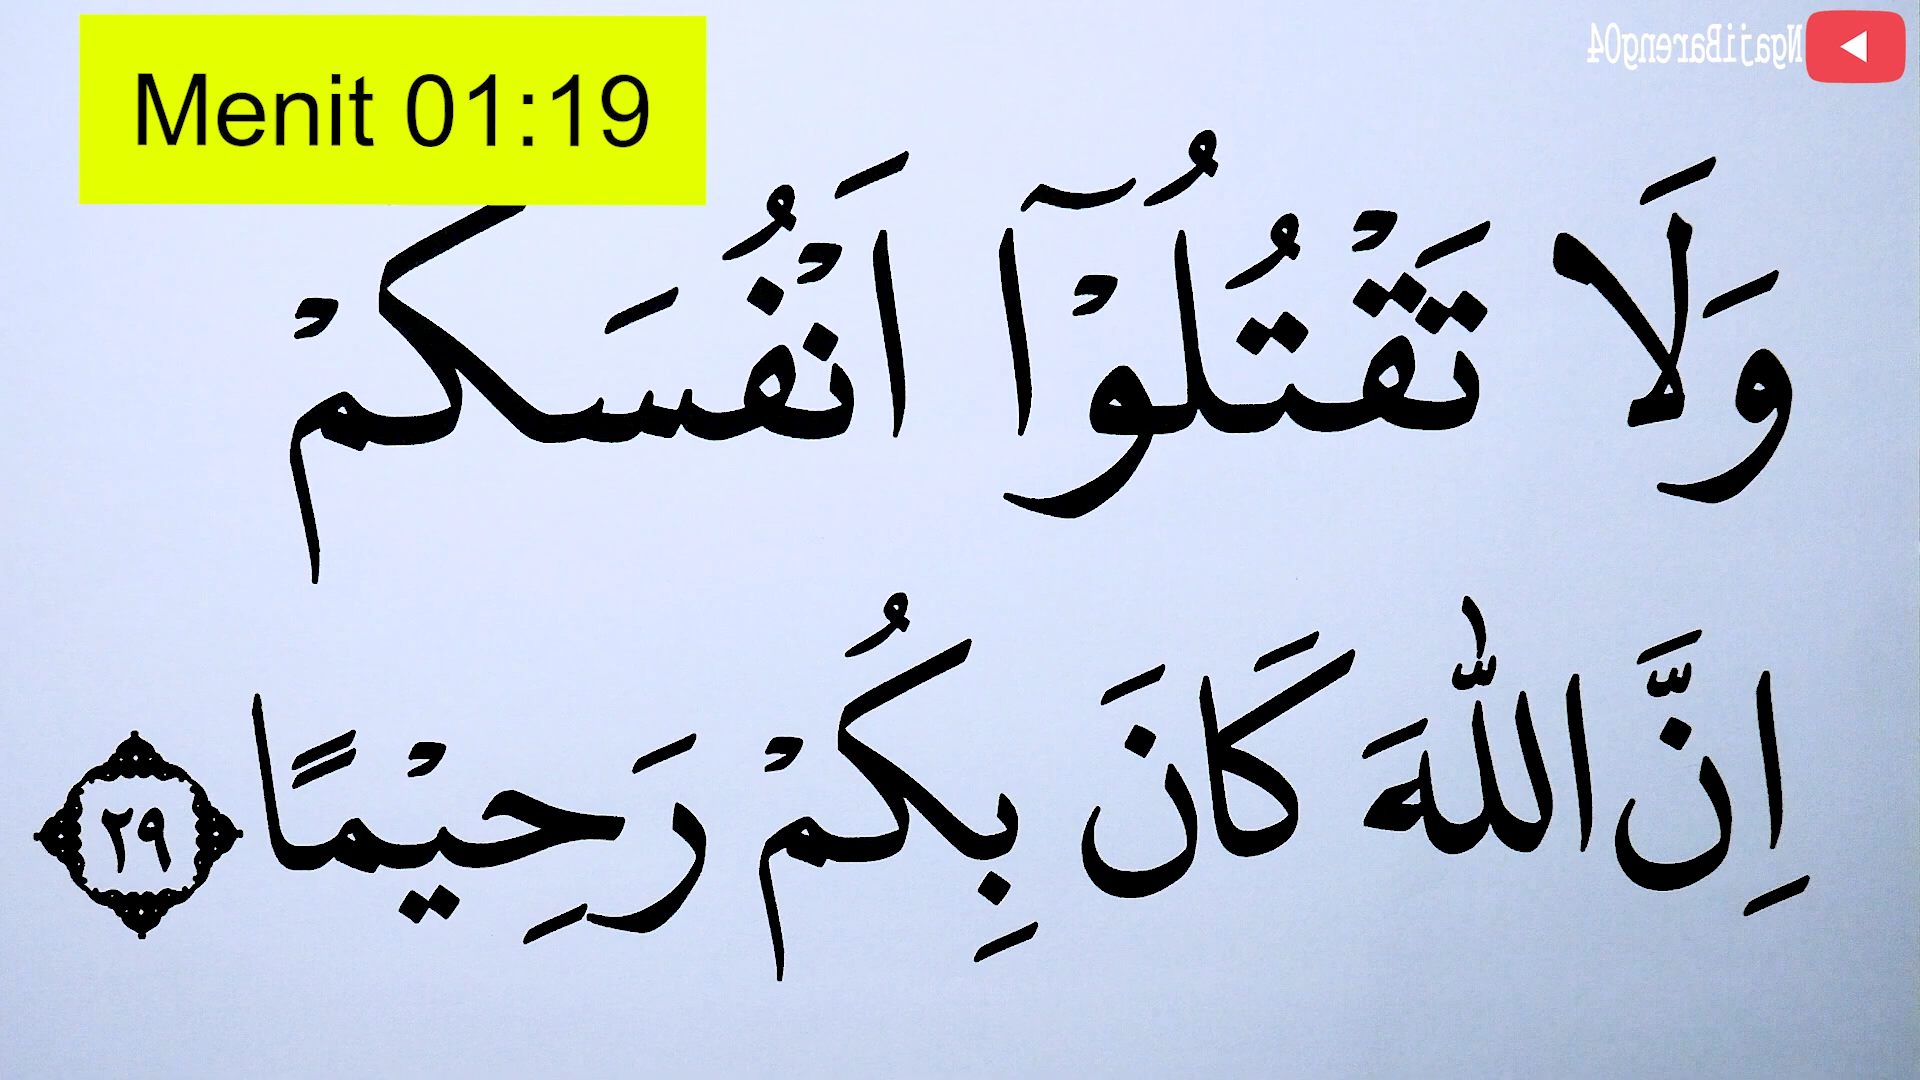 Menit 01:19
NgajiBareng04
وَلَا تَقْتُلُوْٓا اَنْفُسَكُمْ
اِنَّ اللّٰهَ كَانَ بِكُمْ رَحِيْمًا ٢٩